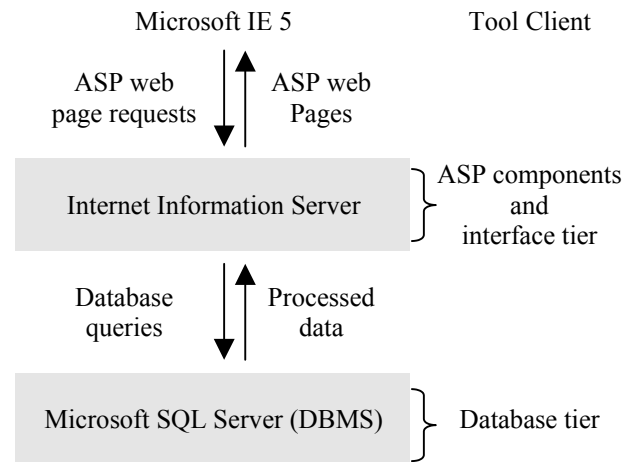 Microsoft IE 5
Tool Client
ASP web
page requests
ASP web
Pages
Internet Information Server
ASP components
and
interface tier
Database
queries
Processed
data
Microsoft SQL Server (DBMS)
Database tier